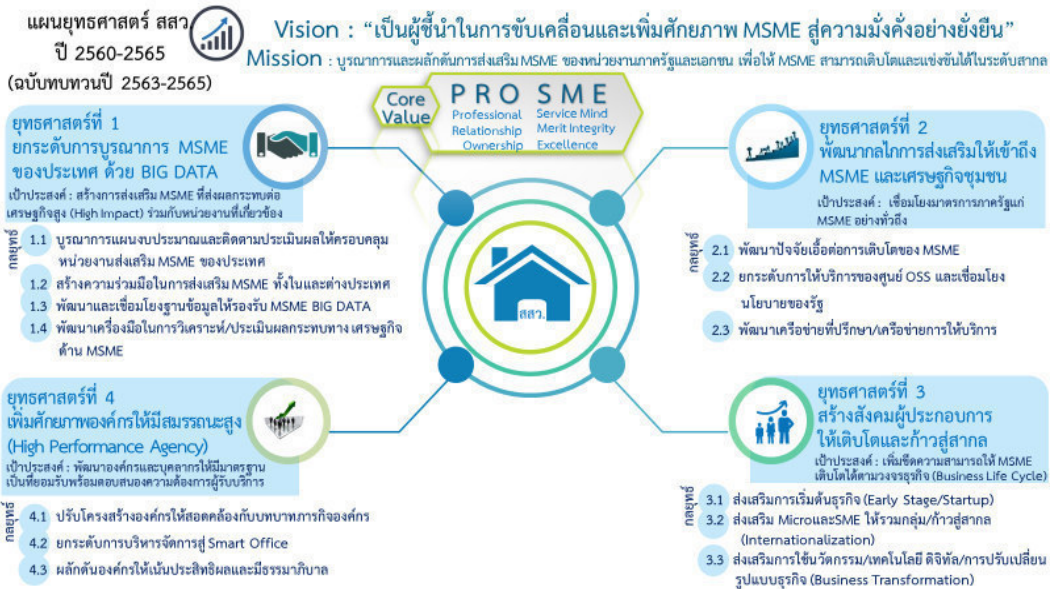 แผนยุทธศาสตร์ สสว.
ปี 2560-2565
(ฉบับทบทวนปี 2563-2565)
Vision : “เป็นผู้ชี้นำในการขับเคลื่อนและเพิ่มศักยภาพ MSME สู่ความมั่งคั่งอย่างยั่งยืน”
Mission : บูรณาการและผลักดันการส่งเสริม MSME ของหน่วยงานภาครัฐและเอกชน เพื่อให้ MSME สามารถเติบโตและแข่งขันได้ในระดับสากล
Core
Value
PRO SME
Professional Service Mind
Relationship Merit Integrity
Ownership Excellence
ยุทธศาสตร์ที่ 1
ยกระดับการบูรณาการ MSME
ของประเทศ ด้วย BIG DATA
เป้าประสงค์ : สร้างการส่งเสริม MSME ที่ส่งผลกระทบต่อ
เศรษฐกิจสูง (High Impact) ร่วมกับหน่วยงานที่เกี่ยวข้อง
กลยุทธ์
1.1 บูรณาการแผนงบประมาณและติดตามประเมินผลให้ครอบคลุม
หน่วยงานส่งเสริม MSME ของประเทศ
1.2 สร้างความร่วมมือในการส่งเสริม MSME ทั้งในและต่างประเทศ
1.3 พัฒนาและเชื่อมโยงฐานข้อมูลให้รองรับ MSME BIG DATA
1.4 พัฒนาเครื่องมือในการวิเคราะห์/ประเมินผลกระทบทางเศรษฐกิจ
ด้าน MSME
ยุทธศาสตร์ที่ 2
พัฒนากลไกการส่งเสริมให้เข้าถึง
MSME และเศรษฐกิจชุมชน
เป้าประสงค์ : เชื่อมโยงมาตรการภาครัฐแก่
MSME อย่างทั่วถึง
กลยุทธ์
2.1 พัฒนาปัจจัยเอื้อต่อการเติบโตของ MSME
2.2 ยกระดับการให้บริการของศูนย์ OSS และเชื่อมโยง
นโยบายของรัฐ
2.3 พัฒนาเครือข่ายที่ปรึกษา/เครือข่ายการให้บริการ
สสว.
ยุทธศาสตร์ที่ 4
เพิ่มศักยภาพองค์กรให้มีสมรรถนะสูง
(High Performance Agency)
เป้าประสงค์ : พัฒนาองค์กรและบุคลากรให้มีมาตรฐาน
เป็นที่ยอมรับพร้อมตอบสนองความต้องการผู้รับบริการ
กลยุทธ์
4.1 ปรับโครงสร้างองค์กรให้สอดคล้องกับบทบาทภารกิจองค์กร
4.2 ยกระดับการบริหารจัดการสู่ Smart Office
4.3 ผลักดันองค์กรให้เน้นประสิทธิผลและมีธรรมาภิบาล
ยุทธศาสตร์ที่ 3
สร้างสังคมผู้ประกอบการ
ให้เติบโตและก้าวสู่สากล
เป้าประสงค์ : เพิ่มขีดความสามารถให้ MSME
เติบโตได้ตามวงจรธุรกิจ (Business Life Cycle)
กลยุทธ์
3.1 ส่งเสริมการเริ่มต้นธุรกิจ (Early Stage/Startup)
3.2 ส่งเสริม MicroและSME ให้รวมกลุ่ม/ก้าวสู่สากล
(Internationalization)
3.3 ส่งเสริมการใช้นวัตกรรม/เทคโนโลยี ดิจิทัล/การปรับเปลี่ยน
รูปแบบธุรกิจ (Business Transformation)